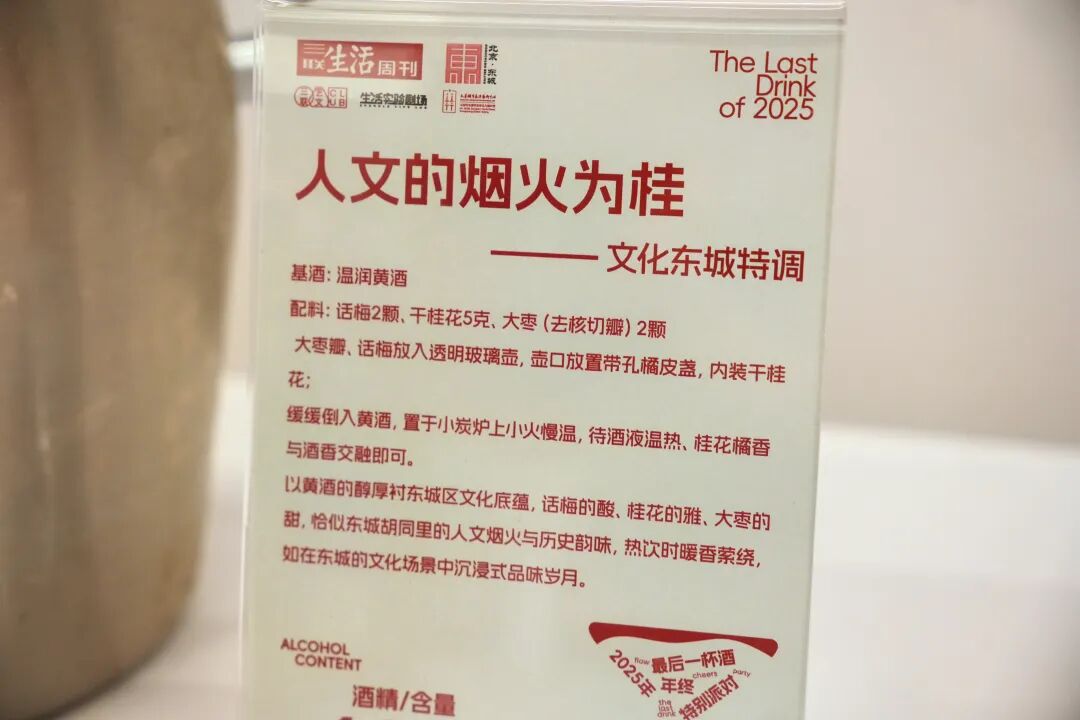 三联生活周刊
東
北京·东城
三联艺文CLUB
生活实验剧场
The Last
Drink
of 2025
人文的烟火为桂
——文化东城特调
基酒：温润黄酒
配料：话梅2颗、干桂花5克、大枣（去核切瓣）2颗
大枣瓣、话梅放入透明玻璃壶，壶口放置带孔橘皮盏，内装干桂
花；
缓缓倒入黄酒，置于小炭炉上小火慢温，待酒液温热、桂花橘香
与酒香交融即可。
以黄酒的醇厚衬东城区文化底蕴，话梅的酸、桂花的雅、大枣的
甜，恰似东城胡同里的人文烟火与历史韵味，热饮时暖香萦绕，
如在东城的文化场景中沉浸式品味岁月。
ALCOHOL
CONTENT
酒精/含量
flow
最后一杯酒
cheers
party
2025年
年终
特别派对
the
last
drink